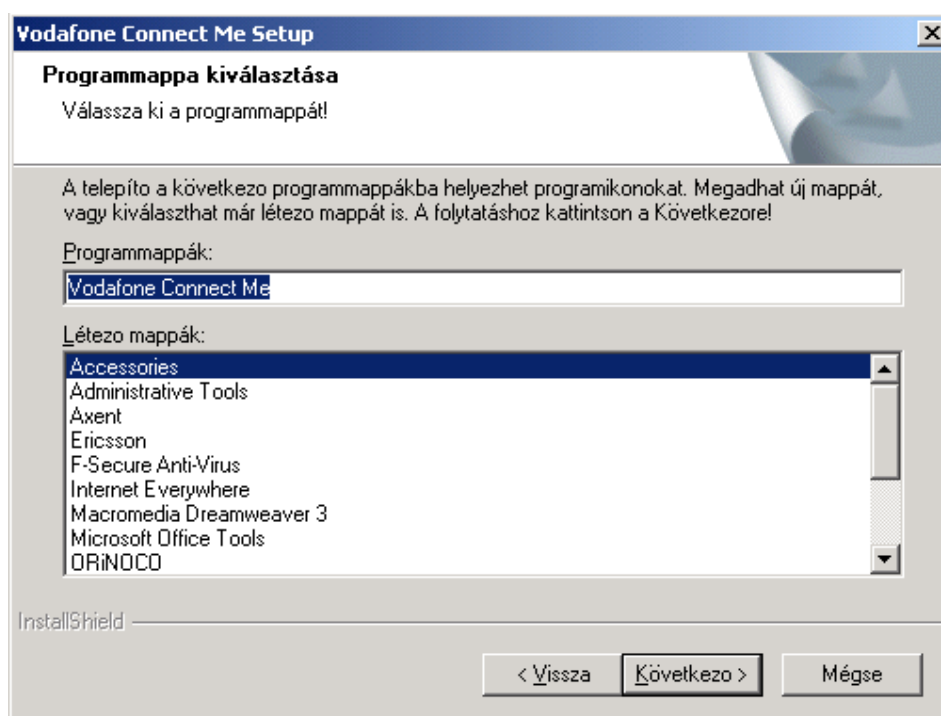 Vodafone Connect Me Setup
Programmappa kiválasztása
Válassza ki a programmappát!
A telepíto a következo programmappákba helyezhet programikonokat. Megadhat új mappát,
vagy kiválaszthat már létezo mappát is. A folytatáshoz kattintson a Következore!
Programmappák:
Vodafone Connect Me
Létezo mappák:
Accessories
Administrative Tools
Axent
Ericsson
F-Secure Anti-Virus
Internet Everywhere
Macromedia Dreamweaver 3
Microsoft Office Tools
ORiNOCO
InstallShield
< Vissza
Következo >
Mégse